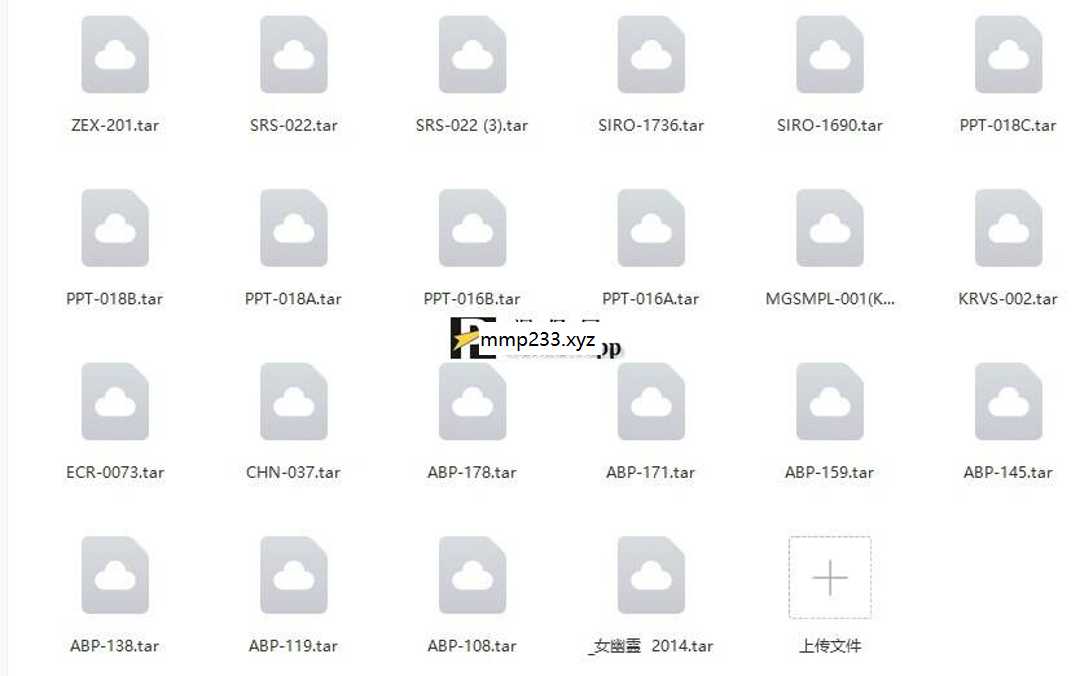 ZEX-201.tar
SRS-022.tar
SRS-022 (3).tar
SIRO-1736.tar
SIRO-1690.tar
PPT-018C.tar
PPT-018B.tar
PPT-018A.tar
PPT-016B.tar
PPT-016A.tar
MGSMPL-001(K...
KRVS-002.tar
mmp233.xyz
pp
ECR-0073.tar
CHN-037.tar
ABP-178.tar
ABP-171.tar
ABP-159.tar
ABP-145.tar
ABP-138.tar
ABP-119.tar
ABP-108.tar
_女幽霊 2014.tar
上传文件